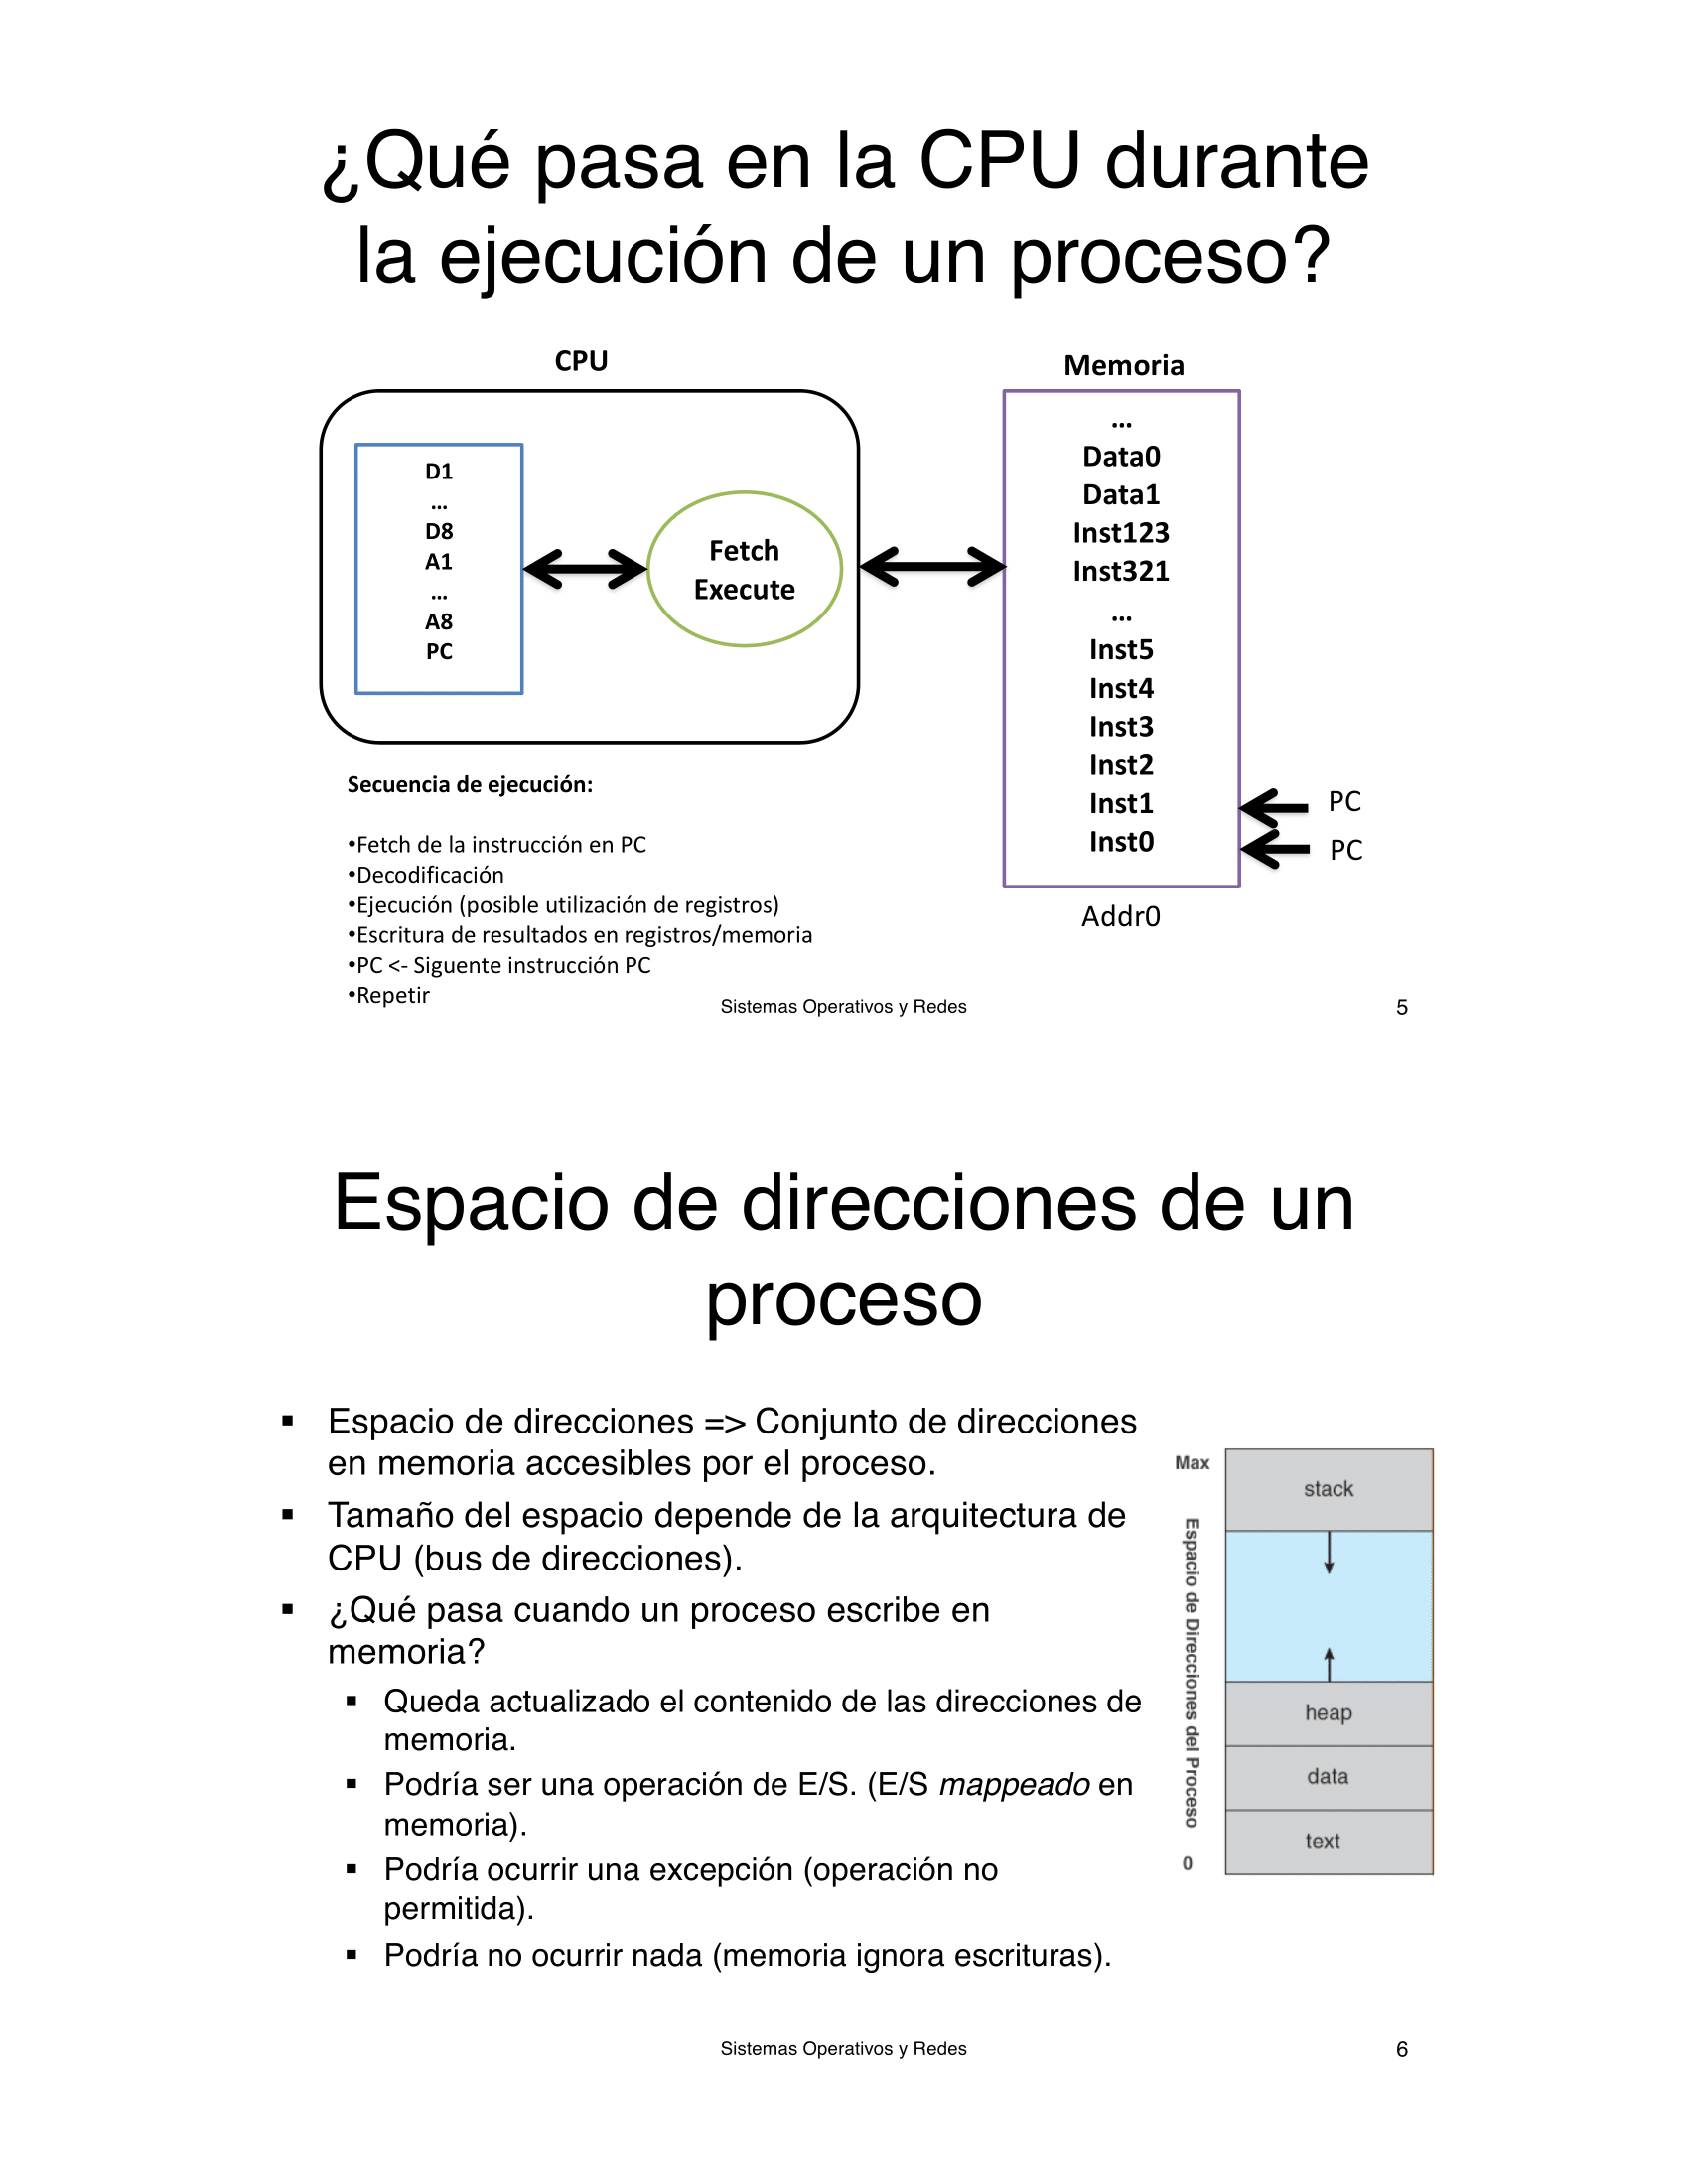 ¿Qué pasa en la CPU durante
la ejecución de un proceso?
CPU
D1
...
D8
A1
...
A8
PC
Fetch
Execute
Memoria
...
Data0
Data1
Inst123
Inst321
...
Inst5
Inst4
Inst3
Inst2
Inst1
Inst0
PC
PC
Addr0
Secuencia de ejecución:
•Fetch de la instrucción en PC
•Decodificación
•Ejecución (posible utilización de registros)
•Escritura de resultados en registros/memoria
•PC <- Siguente instrucción PC
•Repetir
Sistemas Operativos y Redes
5
Espacio de direcciones de un
proceso
▪ Espacio de direcciones => Conjunto de direcciones
en memoria accesibles por el proceso.
▪ Tamaño del espacio depende de la arquitectura de
CPU (bus de direcciones).
▪ ¿Qué pasa cuando un proceso escribe en
memoria?
▪ Queda actualizado el contenido de las direcciones de
memoria.
▪ Podría ser una operación de E/S. (E/S mappeado en
memoria).
▪ Podría ocurrir una excepción (operación no
permitida).
▪ Podría no ocurrir nada (memoria ignora escrituras).
Max
Espacio de Direcciones del Proceso
0
stack
heap
data
text
Sistemas Operativos y Redes
6